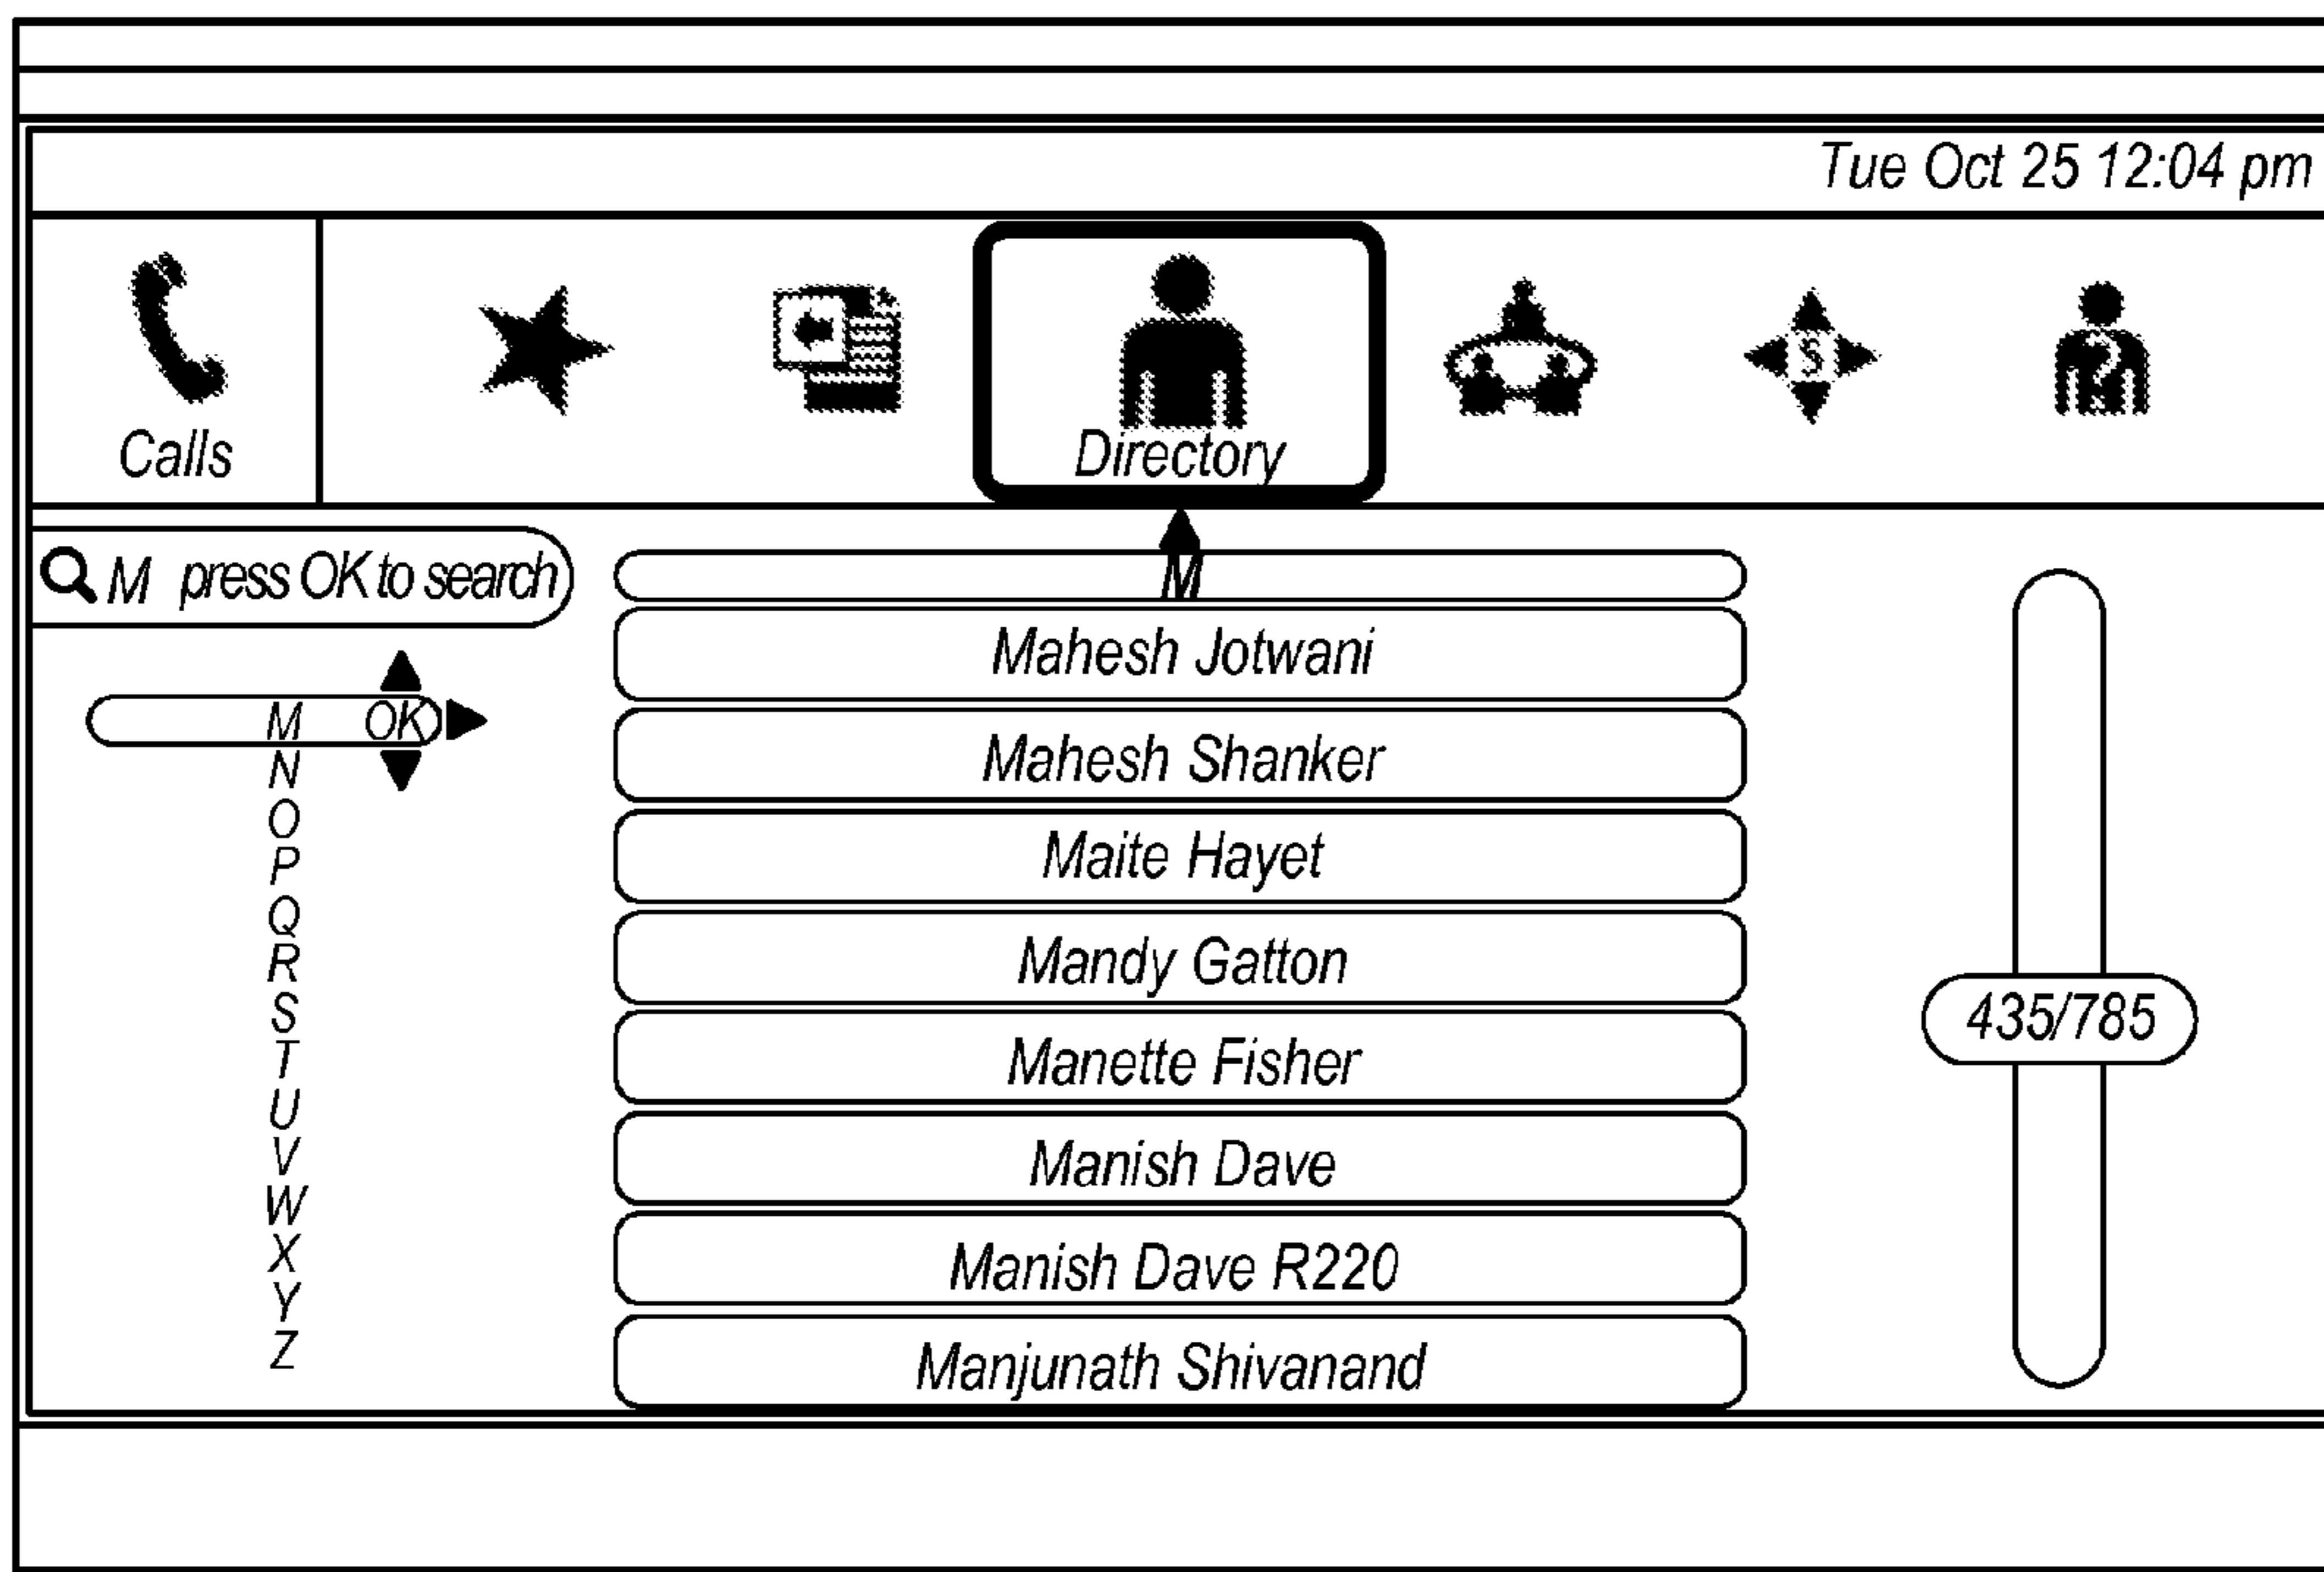 Tue Oct 25 12:04 pm
Calls
Directory
M press OK to search
M OK
N
O
P
Q
R
S
T
U
V
W
X
Y
Z
M
Mahesh Jotwani
Mahesh Shanker
Maite Hayet
Mandy Gatton
Manette Fisher
Manish Dave
Manish Dave R220
Manjunath Shivanand
435/785